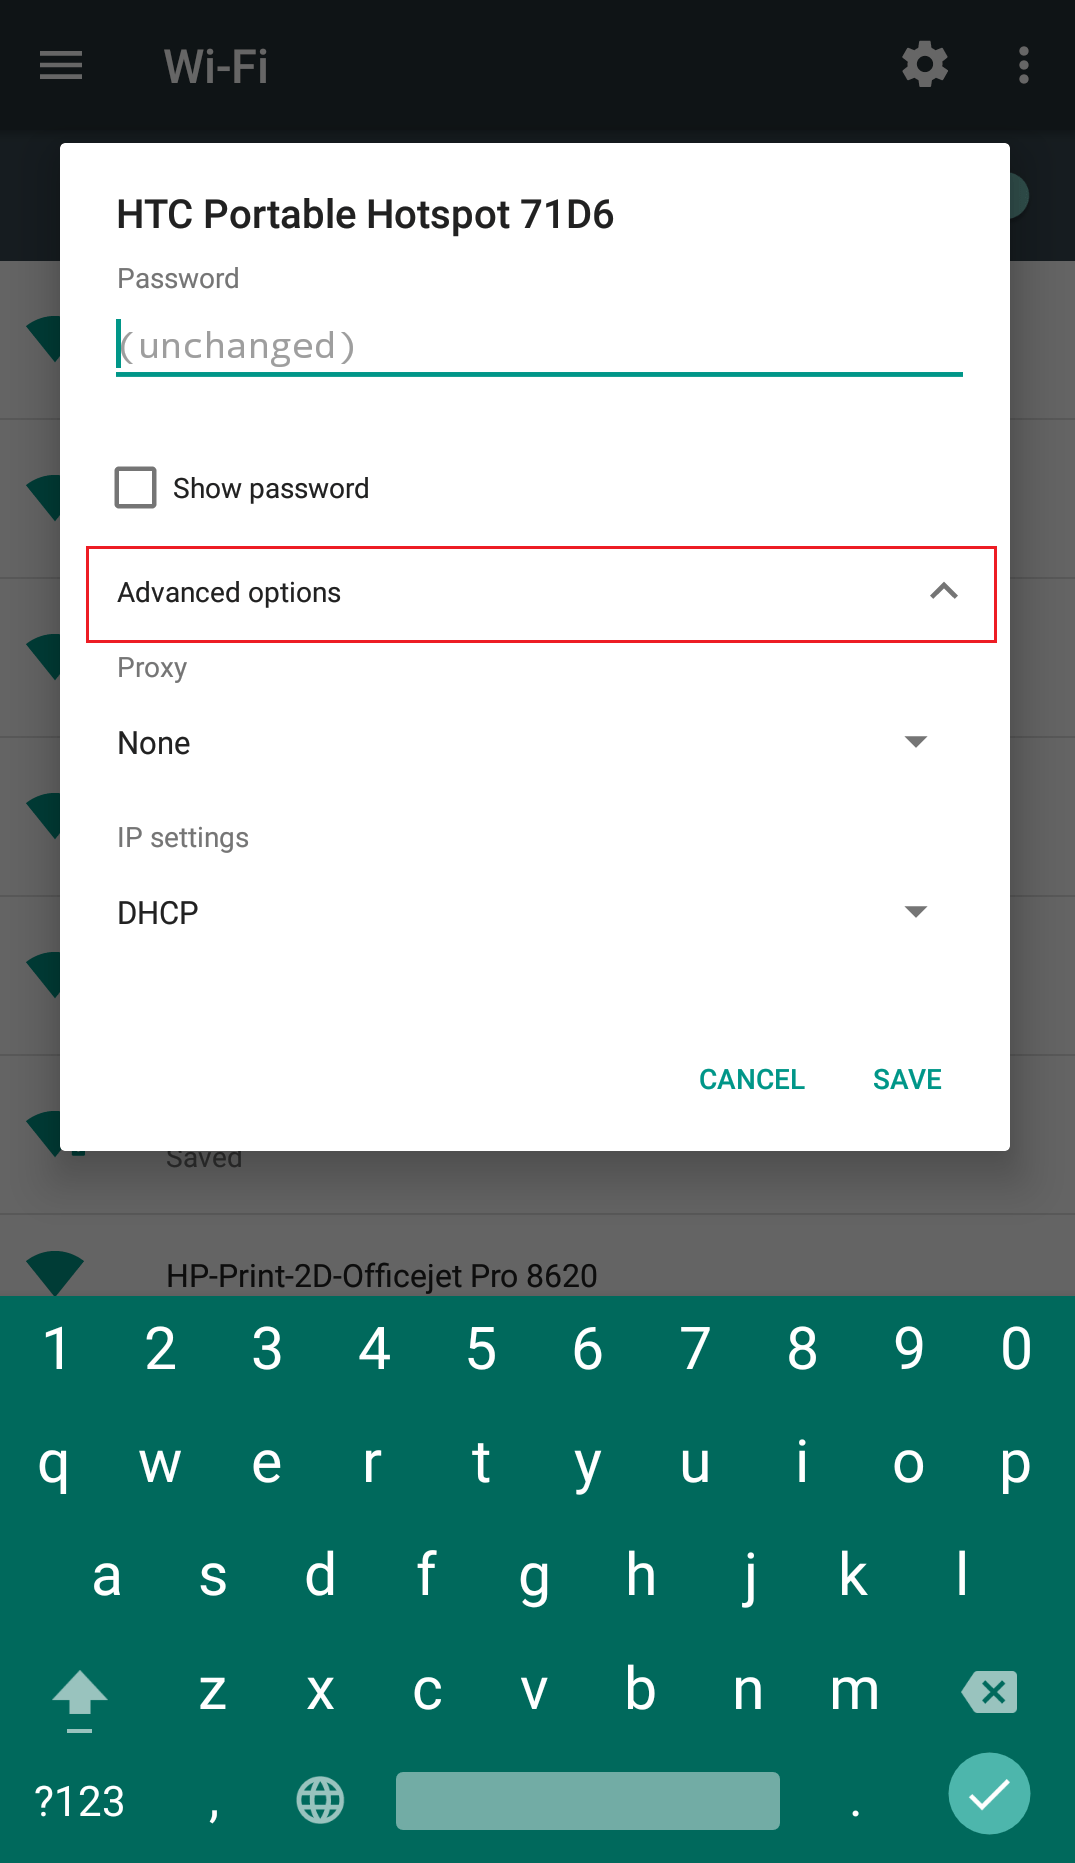 Wi-Fi
HTC Portable Hotspot 71D6
Password
(unchanged)
Show password
Advanced options
Proxy
None
IP settings
DHCP
CANCEL SAVE
Saved
HP-Print-2D-Officejet Pro 8620
1 2 3 4 5 6 7 8 9 0
q w e r t y u i o p
a s d f g h j k l
z x c v b n m
?123 , .